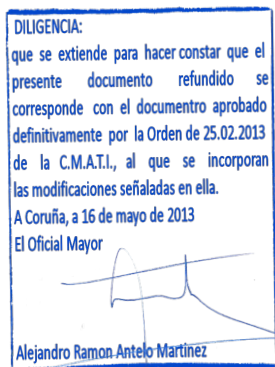 DILIGENCIA:
que se extiende para hacer constar que el
presente documento refundido se
corresponde con el documentro aprobado
definitivamente por la Orden de 25.02.2013
de la C.M.A.T.I., al que se incorporan
las modificaciones señaladas en ella.
A Coruña, a 16 de mayo de 2013
El Oficial Mayor
Alejandro Ramon Antelo Martinez